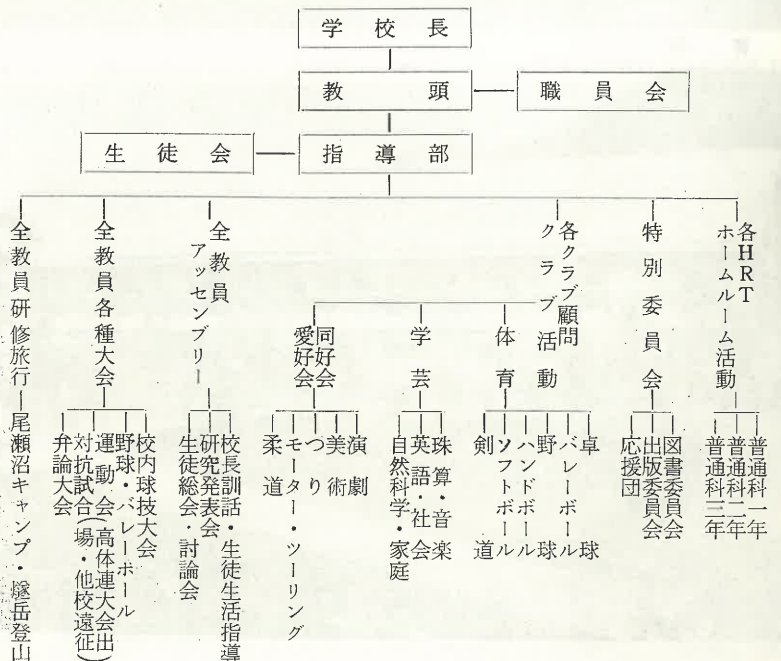 学校長
教頭
職員会
生徒会
指導部
各HRT
ホームルーム活動
普通科一年
普通科二年
普通科三年
特別委員会
図書委員会
出版委員会
応援団
各クラブ顧問
クラブ活動
体育
卓球
バレーボール
野球
ハンドボール
ソフトボール
剣道
学芸
珠算・音楽
英語・社会
自然科学・家庭
同好会
愛好会
演劇
美術
つり
モーター・ツーリング
柔道
全教員
アッセンブリー
校長訓話・生徒生活指導
研究発表会
生徒総会・討論会
全教員各種大会
校内球技大会
野球・バレーボール
運動会(高体連大会出)
対抗試合(場・他校遠征)
弁論大会
全教員研修旅行
尾瀬沼キャンプ・燧岳登山